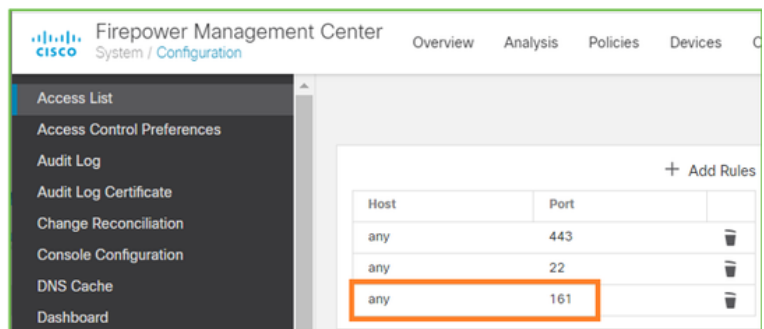 CISCO
Firepower Management Center
System / Configuration
Overview Analysis Policies Devices
Access List
Access Control Preferences
Audit Log
Audit Log Certificate
Change Reconciliation
Console Configuration
DNS Cache
Dashboard
+ Add Rules
Host Port
any 443
any 22
any 161